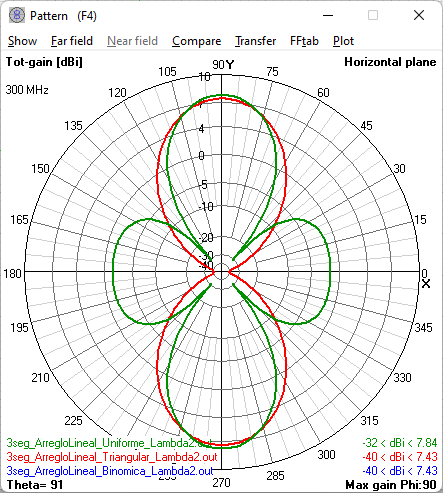 Pattern (F4)
Show Far field Near field Compare Transfer FFtab Plot
Tot-gain [dBi] Horizontal plane
300 MHz
90 Y
105 75
120 60
135 45
150 30
165 15
180 0
X
195 345
210 330
225 315
300
285
270
255
10
7
4
0
-5
-10
-20
-30
-40
3seg_ArregloLineal_Uniforme_Lambda2.out -32 < dBi < 7.84
3seg_ArregloLineal_Triangular_Lambda2.out -40 < dBi < 7.43
3seg_ArregloLineal_Binomica_Lambda2.out -40 < dBi < 7.43
Theta= 91 Max gain Phi:90